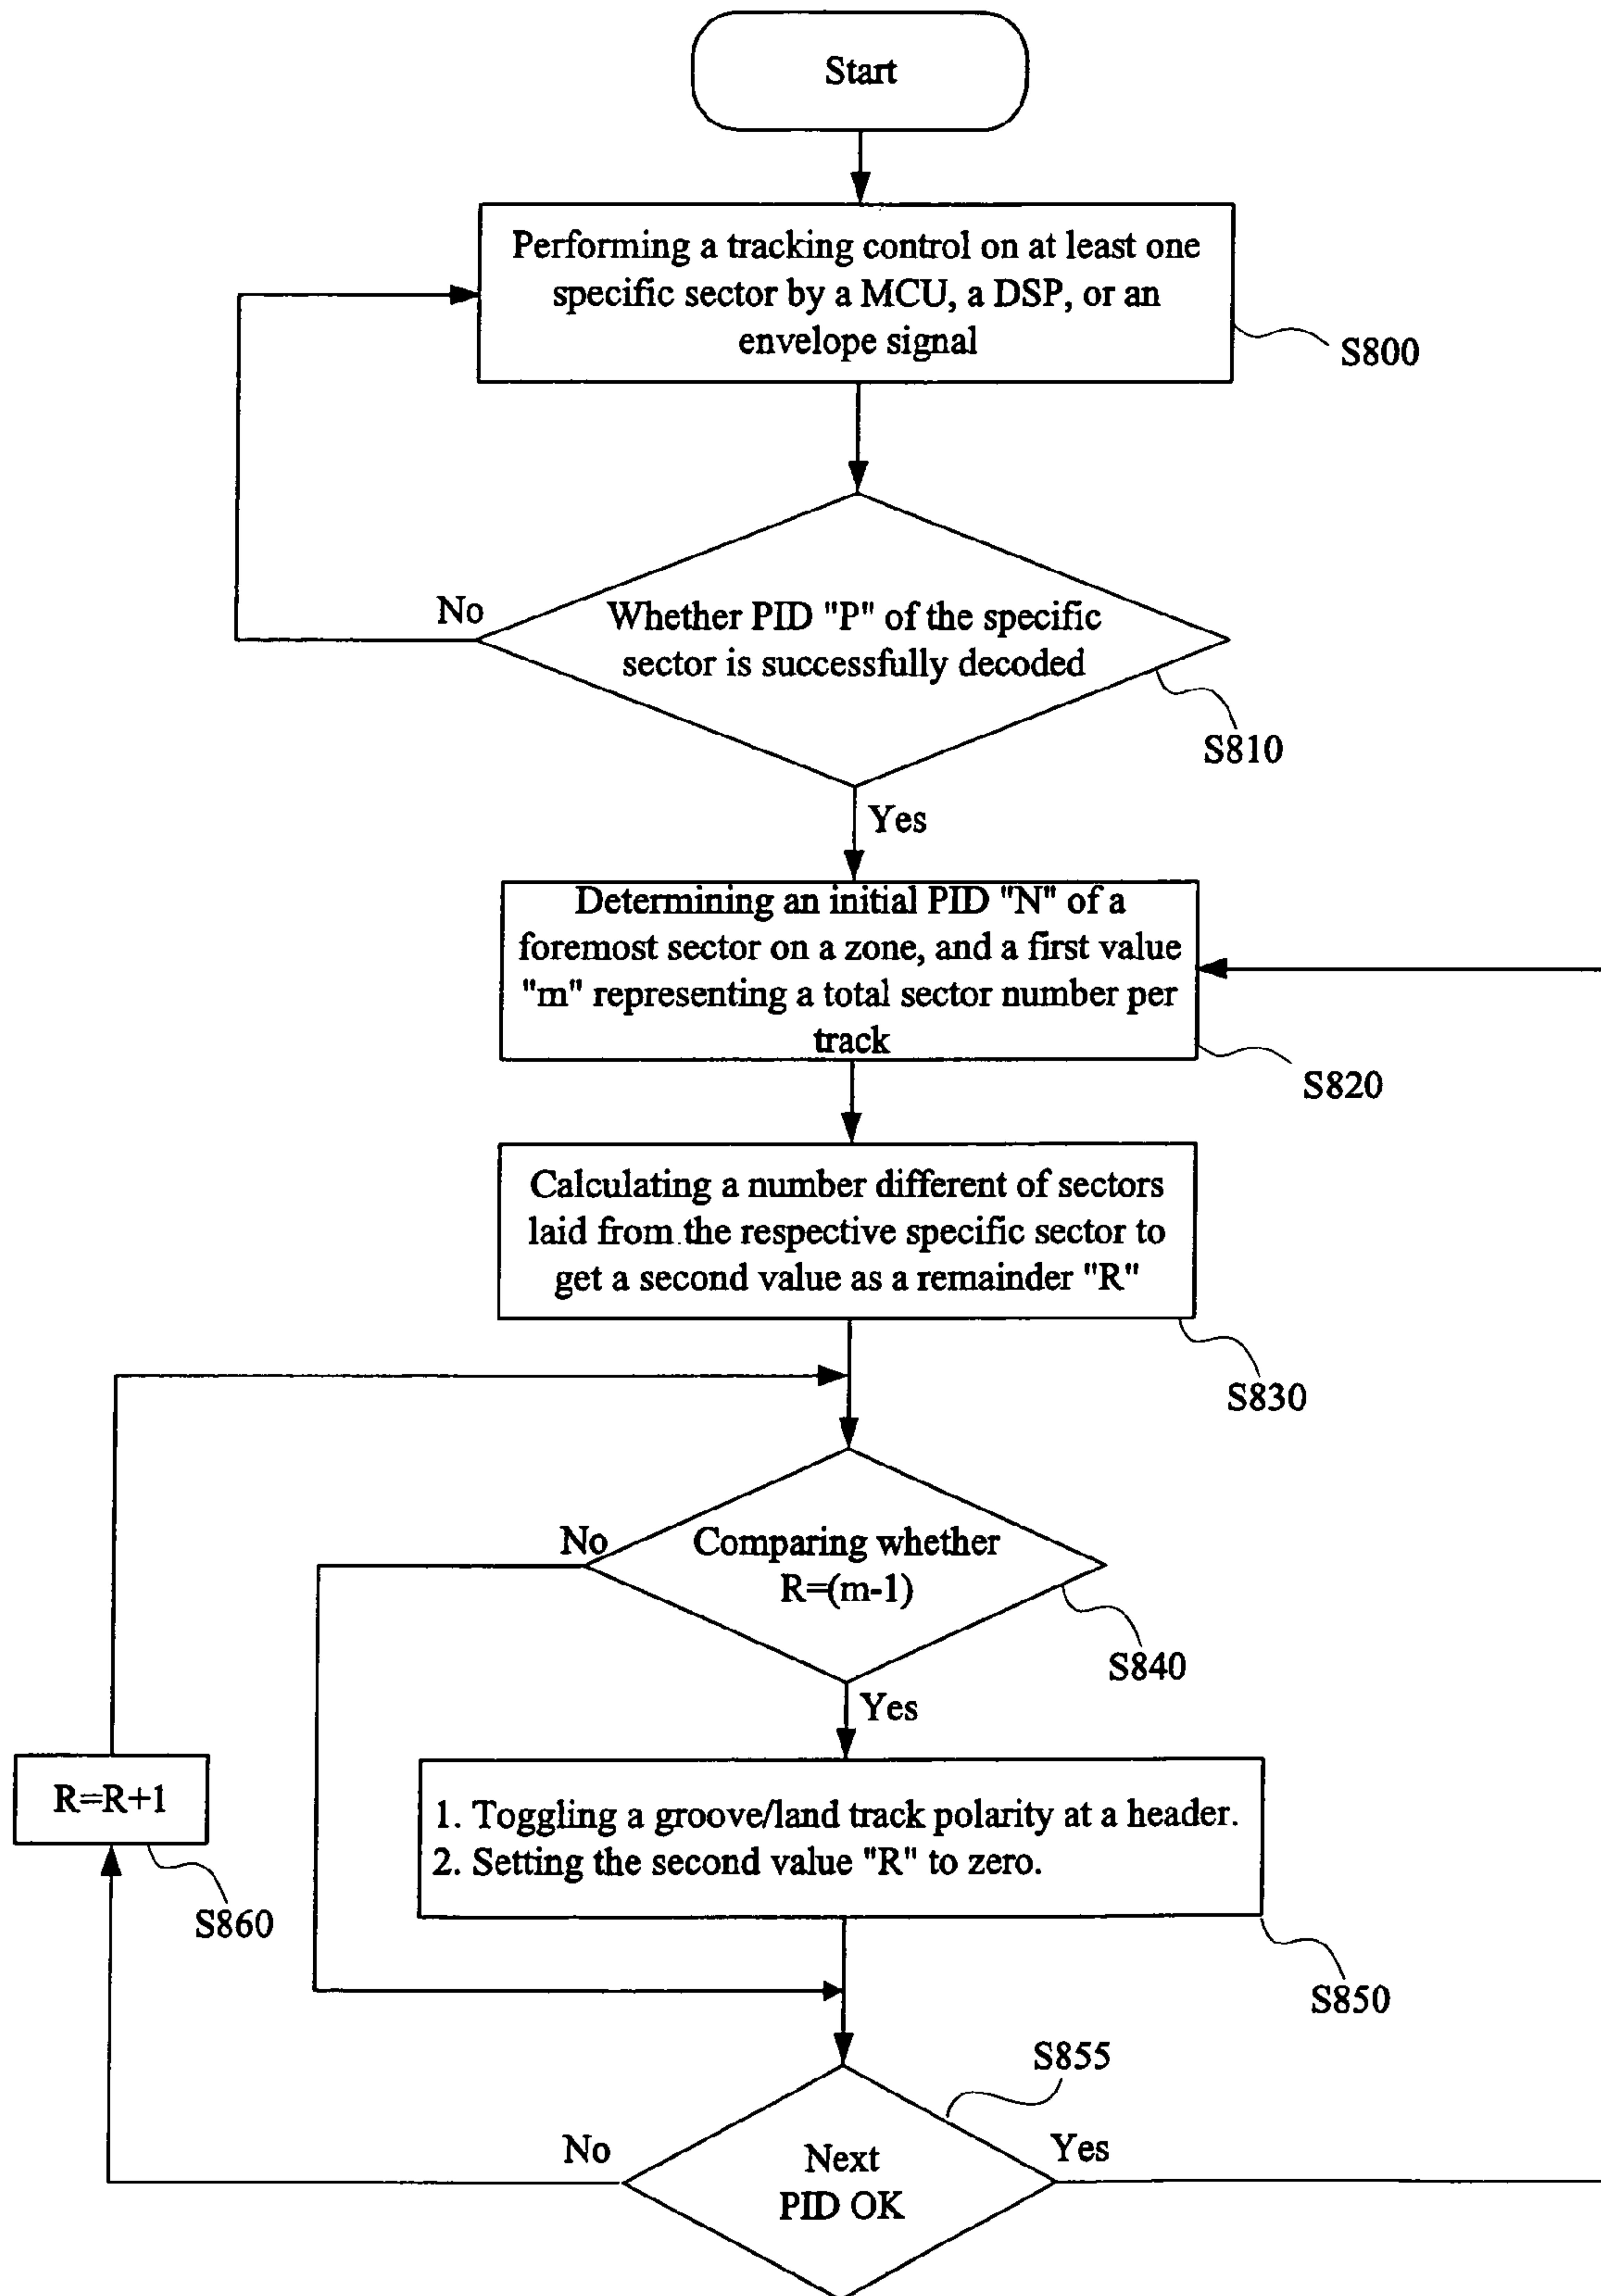 Start
Performing a tracking control on at least one
specific sector by a MCU, a DSP, or an
envelope signal
S800
No
Whether PID "P" of the specific
sector is successfully decoded
S810
Yes
Determining an initial PID "N" of a
foremost sector on a zone, and a first value
"m" representing a total sector number per
track
S820
Calculating a number different of sectors
laid from the respective specific sector to
get a second value as a remainder "R"
S830
No
Comparing whether
R=(m-1)
S840
Yes
R=R+1
1. Toggling a groove/land track polarity at a header.
2. Setting the second value "R" to zero.
S860
S850
S855
No
Next
PID OK
Yes